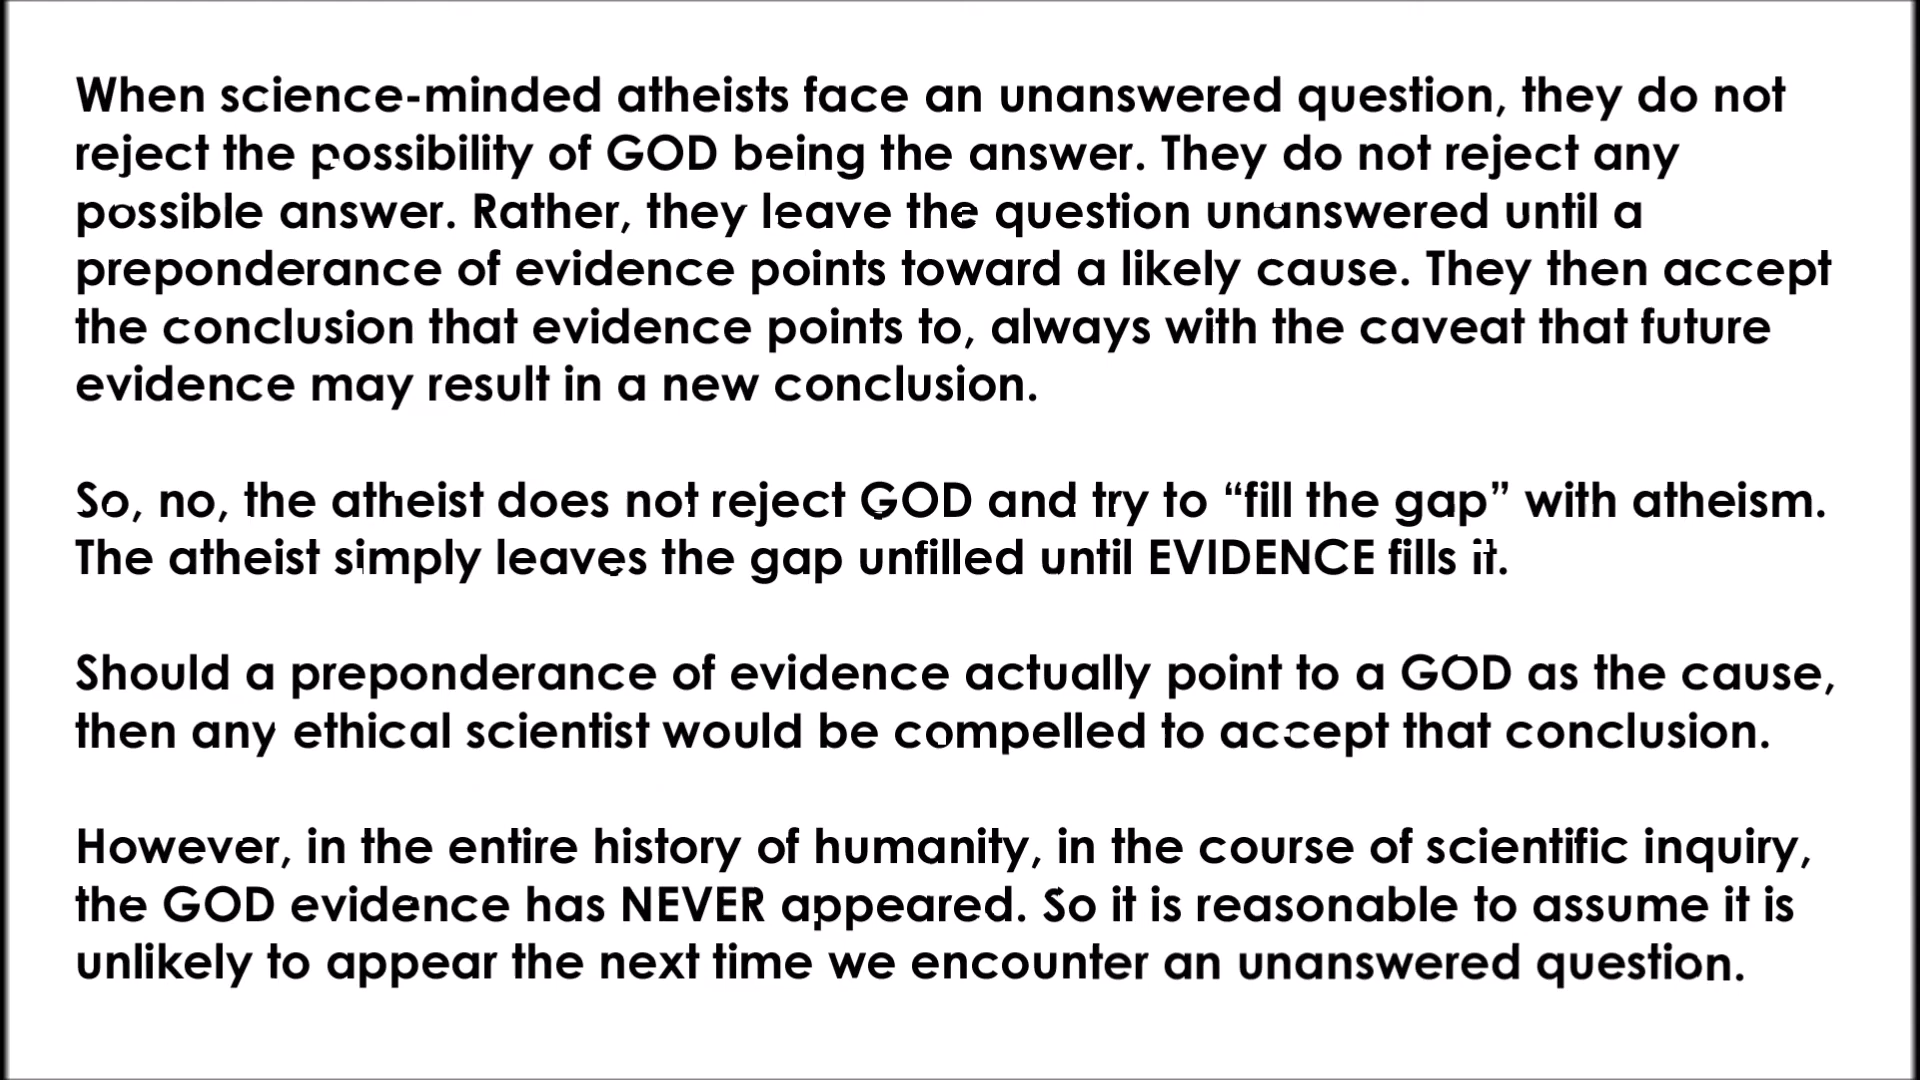 When science-minded atheists face an unanswered question, they do not
reject the possibility of GOD being the answer. They do not reject any
possible answer. Rather, they leave the question unanswered until a
preponderance of evidence points toward a likely cause. They then accept
the conclusion that evidence points to, always with the caveat that future
evidence may result in a new conclusion.
So, no, the atheist does not reject GOD and try to “fill the gap” with atheism.
The atheist simply leaves the gap unfilled until EVIDENCE fills it.
Should a preponderance of evidence actually point to a GOD as the cause,
then any ethical scientist would be compelled to accept that conclusion.
However, in the entire history of humanity, in the course of scientific inquiry,
the GOD evidence has NEVER appeared. So it is reasonable to assume it is
unlikely to appear the next time we encounter an unanswered question.